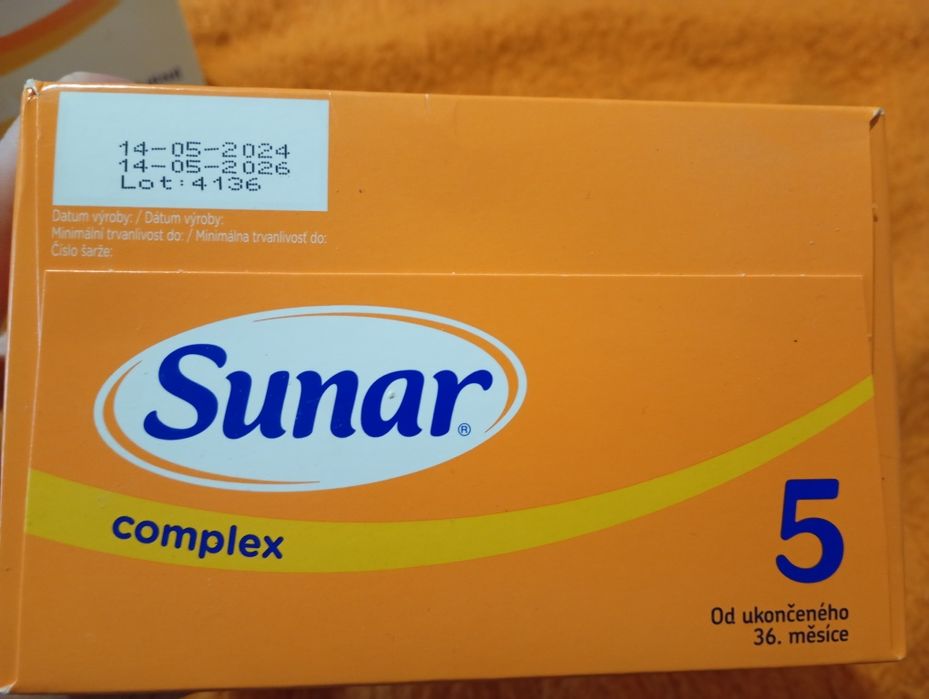 14-05-2024
14-05-2026
Lot:4136
Datum výroby: / Dátum výroby:
Minimální trvanlivost do: / Minimálna trvanlivosť do:
Číslo šarže:
Sunar®
complex
5
Od ukončeného
36. měsíce